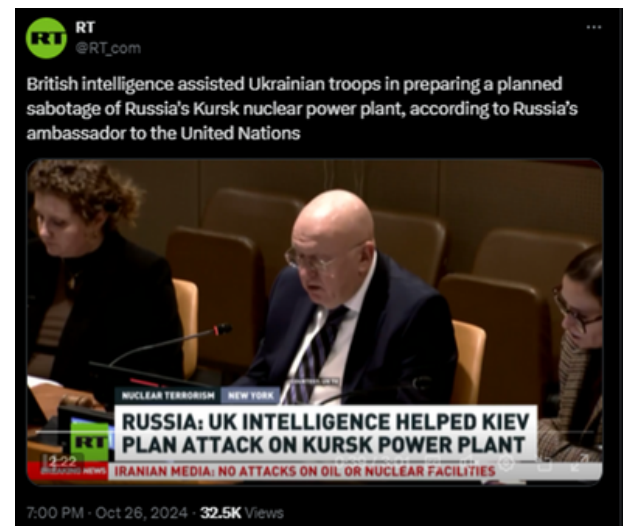 RT
@RT_com
British intelligence assisted Ukrainian troops in preparing a planned
sabotage of Russia's Kursk nuclear power plant, according to Russia's
ambassador to the United Nations
NUCLEAR TERRORISM NEW YORK
RUSSIA: UK INTELLIGENCE HELPED KIEV
PLAN ATTACK ON KURSK POWER PLANT
RT
2:22
BREAKING NEWS IRANIAN MEDIA: NO ATTACKS ON OIL OR NUCLEAR FACILITIES
7:00 PM · Oct 26, 2024 · 32.5K Views